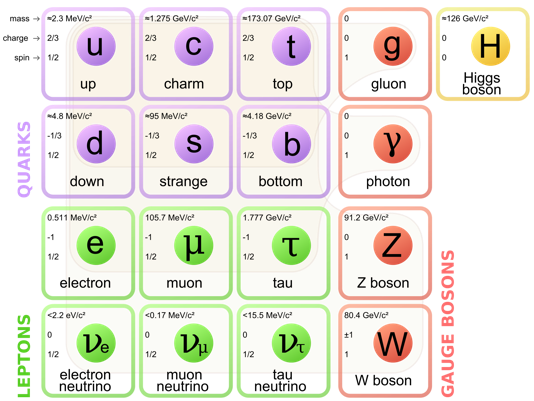 mass → ≈2.3 MeV/c² ≈1.275 GeV/c² ≈173.07 GeV/c² 0 ≈126 GeV/c²
charge → 2/3 2/3 2/3 0 0
spin → 1/2 1/2 1/2 1 0
u c t g H
up charm top gluon Higgs
boson
≈4.8 MeV/c² ≈95 MeV/c² ≈4.18 GeV/c² 0
-1/3 -1/3 -1/3 0
1/2 1/2 1/2 1
d s b γ
down strange bottom photon
QUARKS
0.511 MeV/c² 105.7 MeV/c² 1.777 GeV/c² 91.2 GeV/c²
-1 -1 -1 0
1/2 1/2 1/2 1
e μ τ Z
electron muon tau Z boson
<2.2 eV/c² <0.17 MeV/c² <15.5 MeV/c² 80.4 GeV/c²
0 0 0 ±1
1/2 1/2 1/2 1
νe νμ ντ W
electron muon tau W boson
neutrino neutrino neutrino
LEPTONS
GAUGE BOSONS